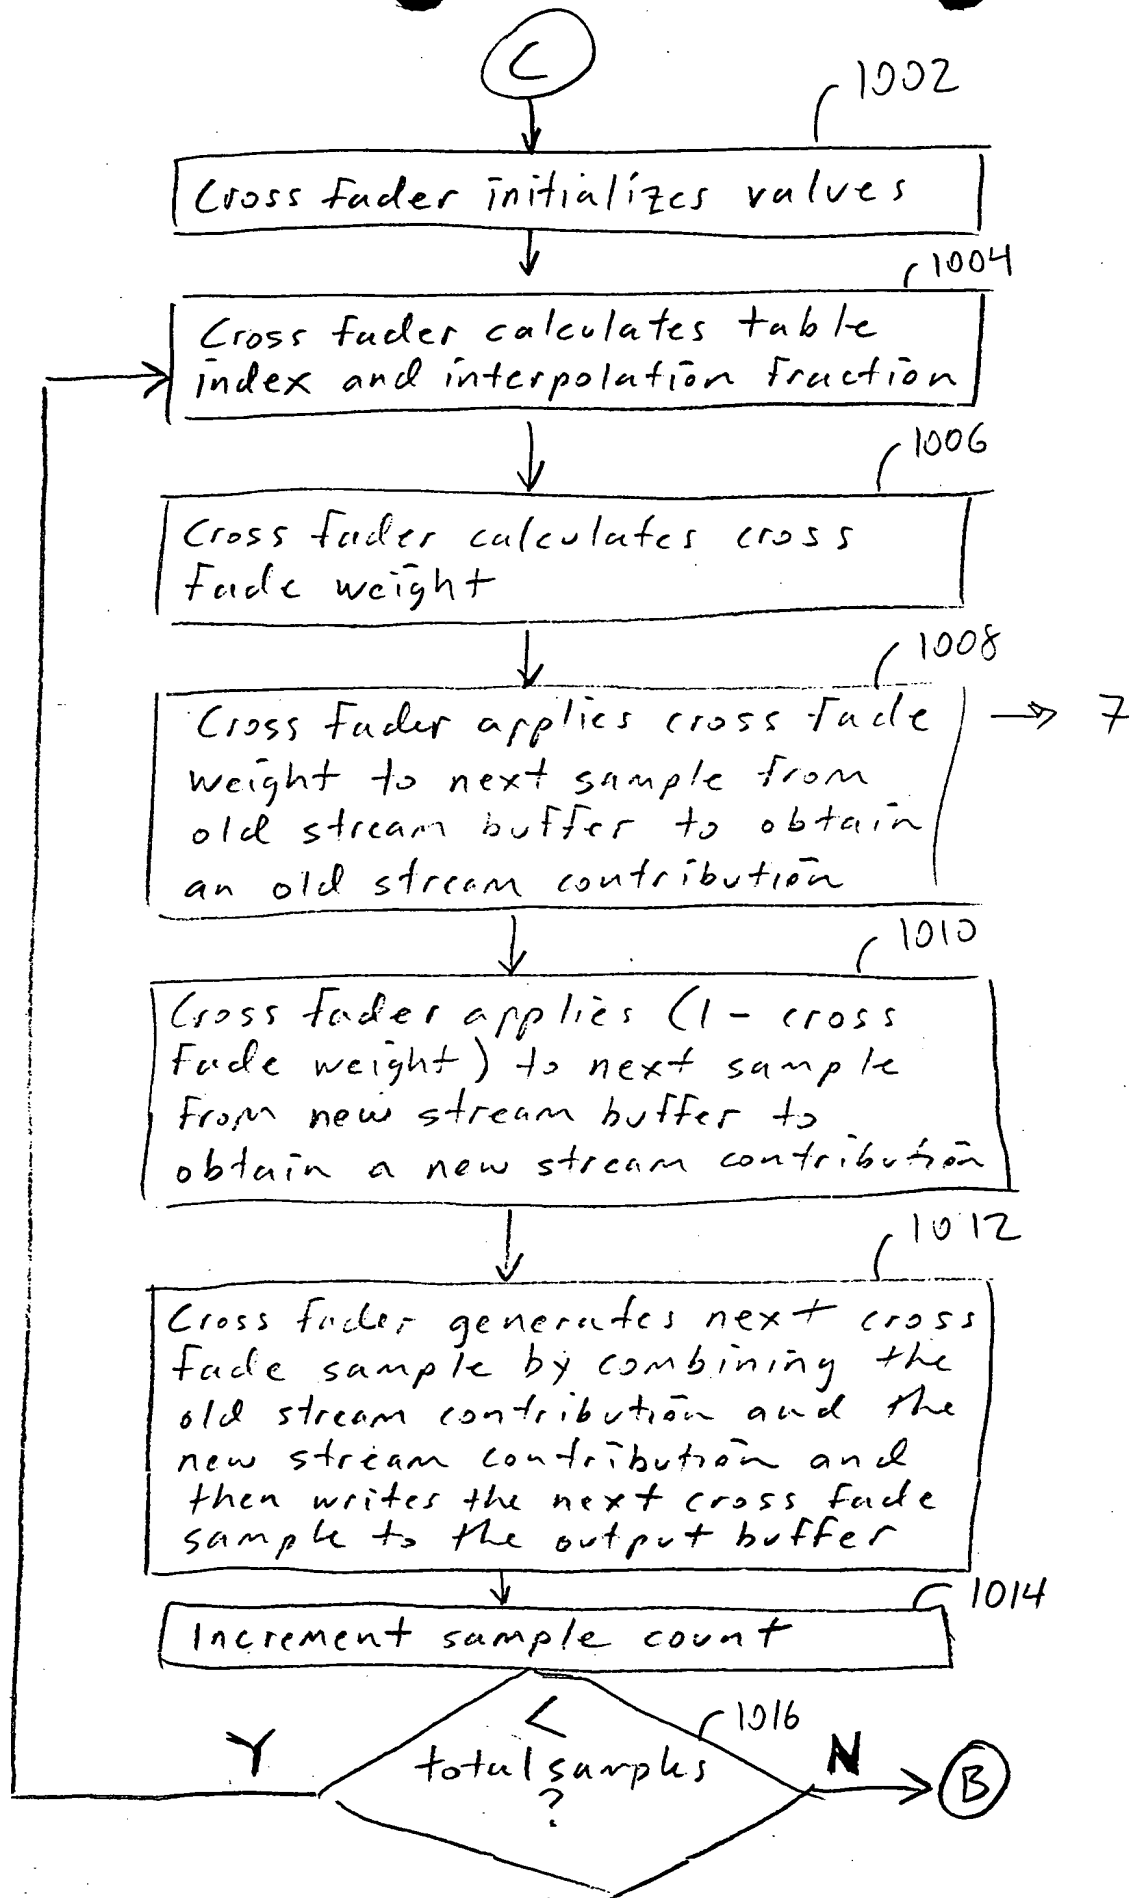 C
1002
Cross fader initializes values
1004
Cross fader calculates table
index and interpolation fraction
1006
Cross fader calculates cross
fade weight
1008
Cross fader applies cross fade
weight to next sample from
old stream buffer to obtain
an old stream contribution
7
1010
Cross fader applies (1 - cross
fade weight) to next sample
from new stream buffer to
obtain a new stream contribution
1012
Cross fader generates next cross
fade sample by combining the
old stream contribution and the
new stream contribution and
then writes the next cross fade
sample to the output buffer
1014
Increment sample count
1016
<
total samples
?
Y
N
B